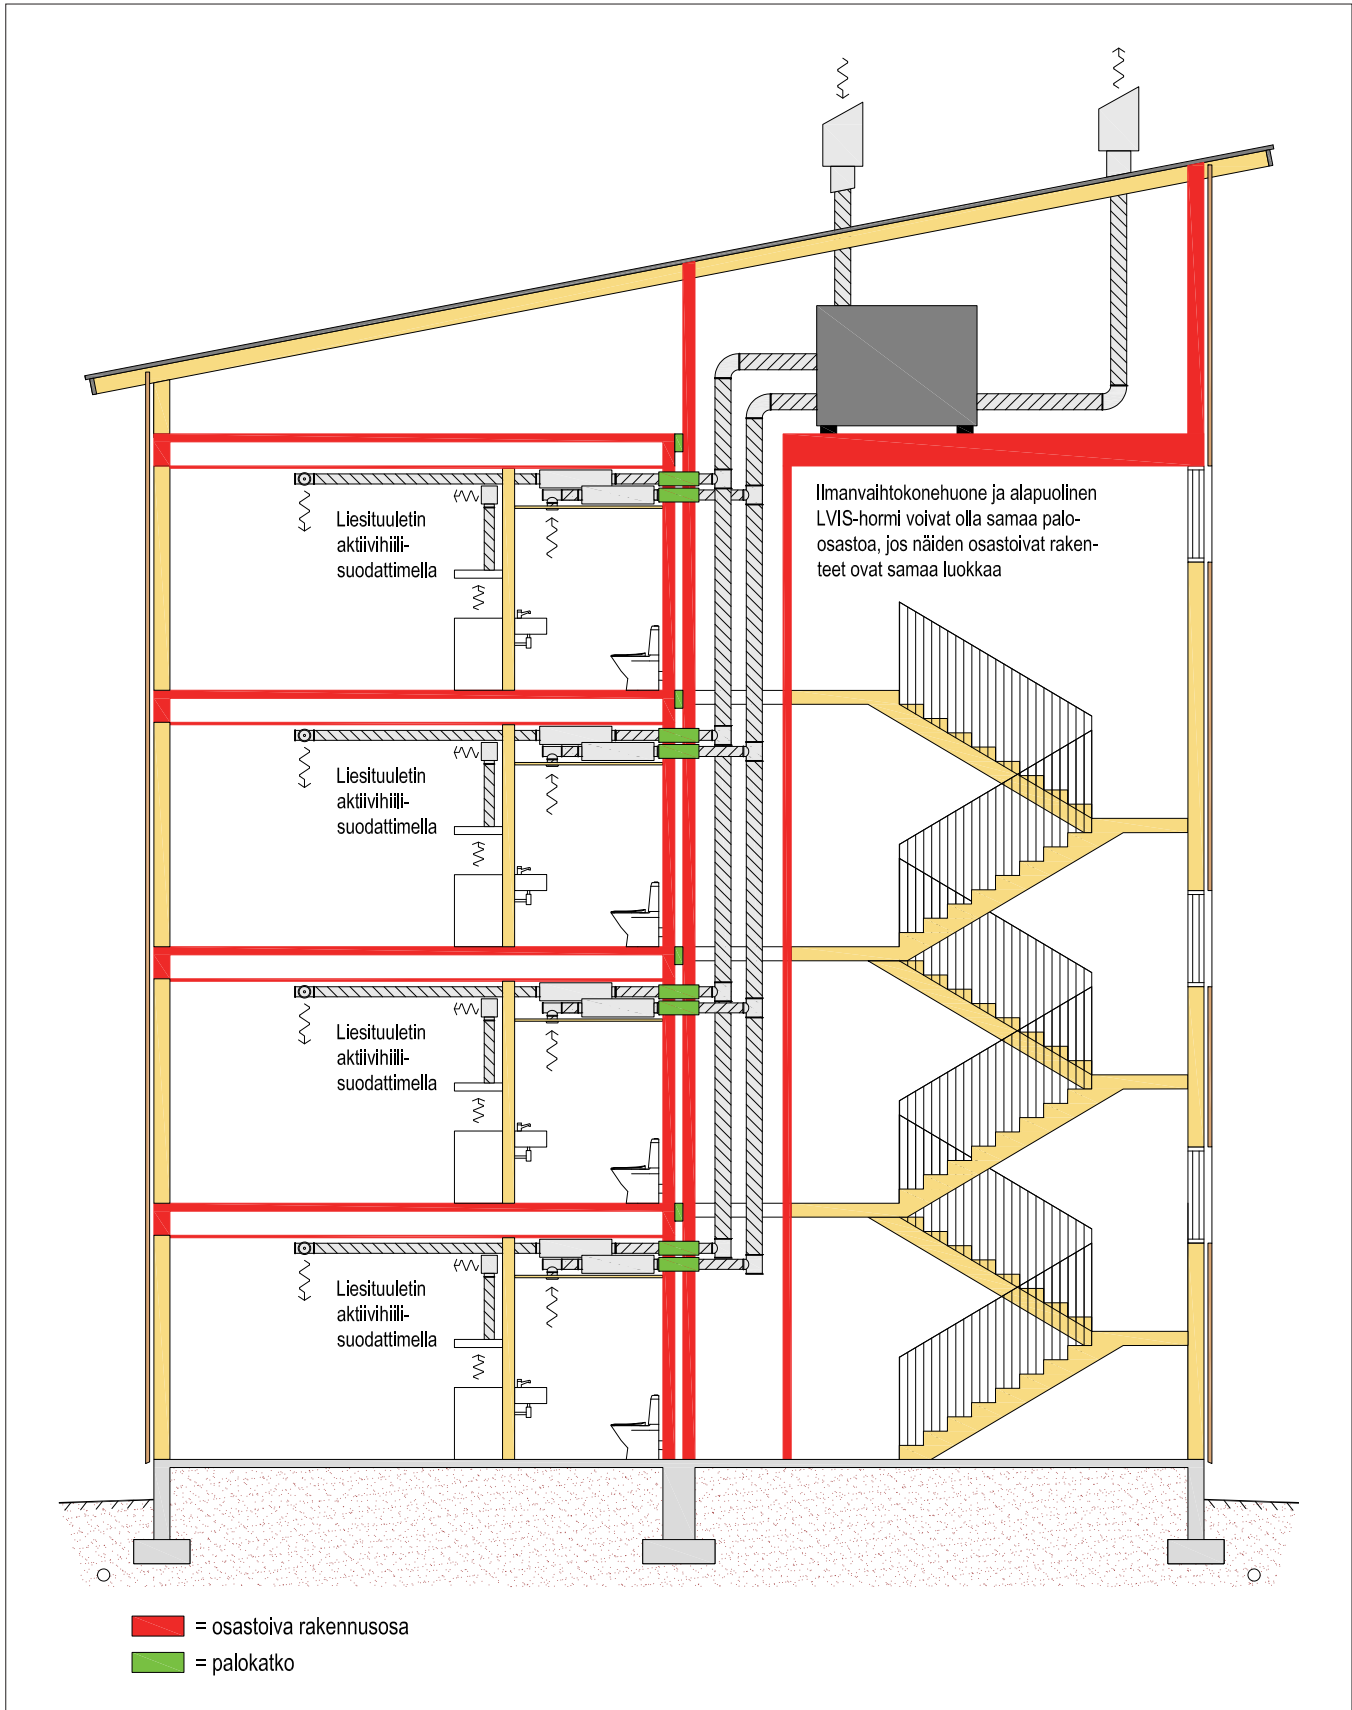 Ilmanvaihtokonehuone ja alapuolinen
LVIS-hormi voivat olla samaa palo-
osastoa, jos näiden osastoivat raken-
teet ovat samaa luokkaa
Liesituuletin
aktiivihiili-
suodattimella
Liesituuletin
aktiivihiili-
suodattimella
Liesituuletin
aktiivihiili-
suodattimella
Liesituuletin
aktiivihiili-
suodattimella
= osastoiva rakennusosa
= palokatko